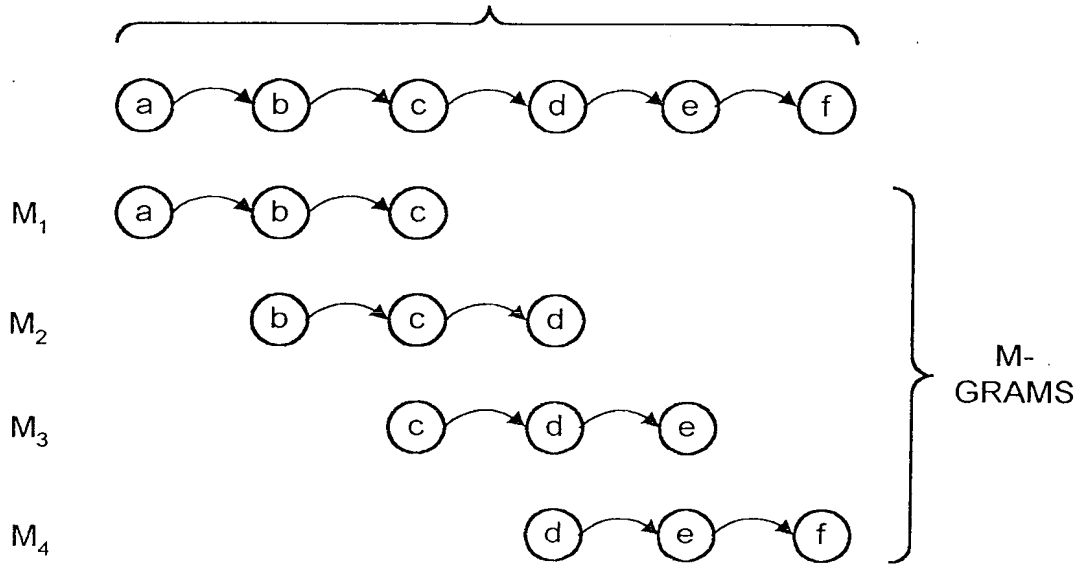 a b c d e f
M₁ a b c
M₂ b c d
M₃ c d e
M₄ d e f
M-
GRAMS